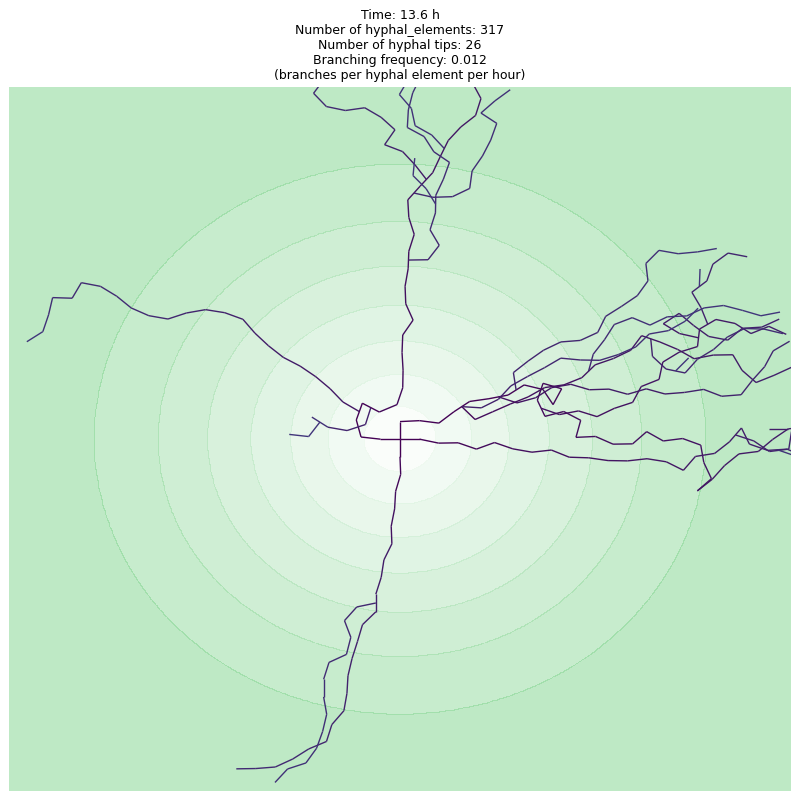 Time: 13.6 h
Number of hyphal_elements: 317
Number of hyphal tips: 26
Branching frequency: 0.012
(branches per hyphal element per hour)